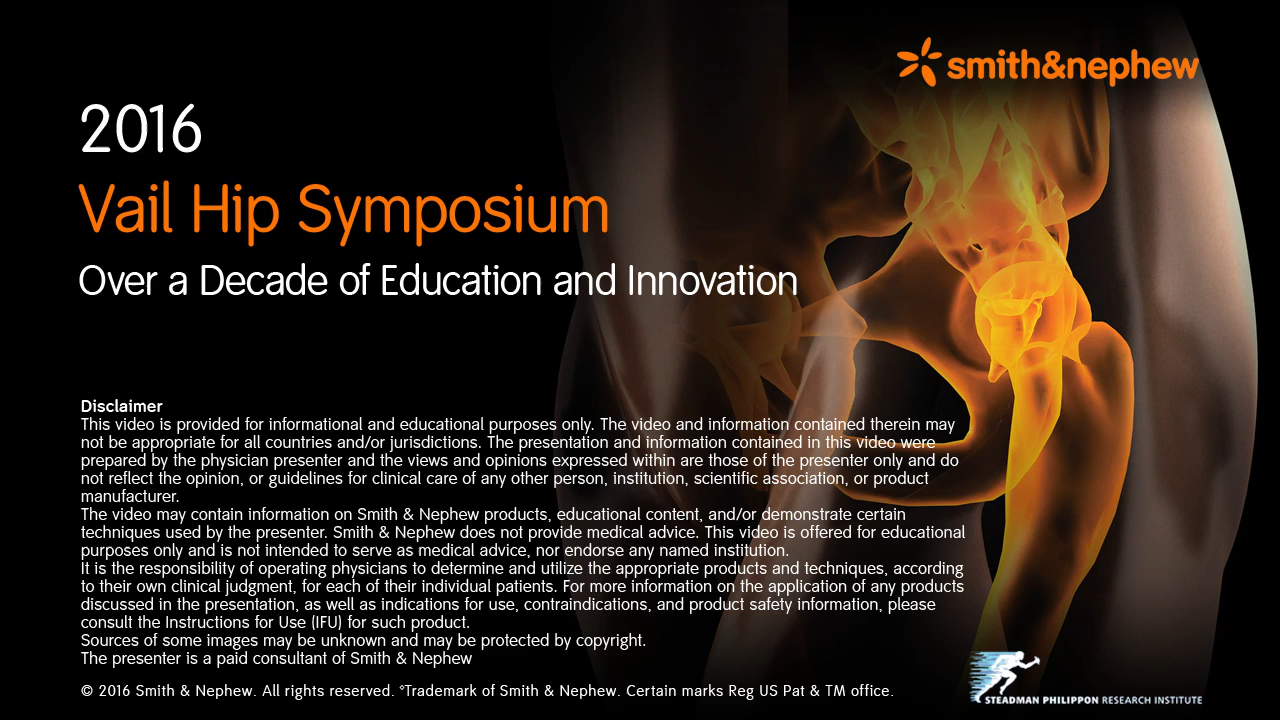 smith&nephew
2016
Vail Hip Symposium
Over a Decade of Education and Innovation
Disclaimer
This video is provided for informational and educational purposes only. The video and information contained therein may
not be appropriate for all countries and/or jurisdictions. The presentation and information contained in this video were
prepared by the physician presenter and the views and opinions expressed within are those of the presenter only and do
not reflect the opinion, or guidelines for clinical care of any other person, institution, scientific association, or product
manufacturer.
The video may contain information on Smith & Nephew products, educational content, and/or demonstrate certain
techniques used by the presenter. Smith & Nephew does not provide medical advice. This video is offered for educational
purposes only and is not intended to serve as medical advice, nor endorse any named institution.
It is the responsibility of operating physicians to determine and utilize the appropriate products and techniques, according
to their own clinical judgment, for each of their individual patients. For more information on the application of any products
discussed in the presentation, as well as indications for use, contraindications, and product safety information, please
consult the Instructions for Use (IFU) for such product.
Sources of some images may be unknown and may be protected by copyright.
The presenter is a paid consultant of Smith & Nephew
© 2016 Smith & Nephew. All rights reserved. °Trademark of Smith & Nephew. Certain marks Reg US Pat & TM office.
STEADMAN PHILIPPON RESEARCH INSTITUTE